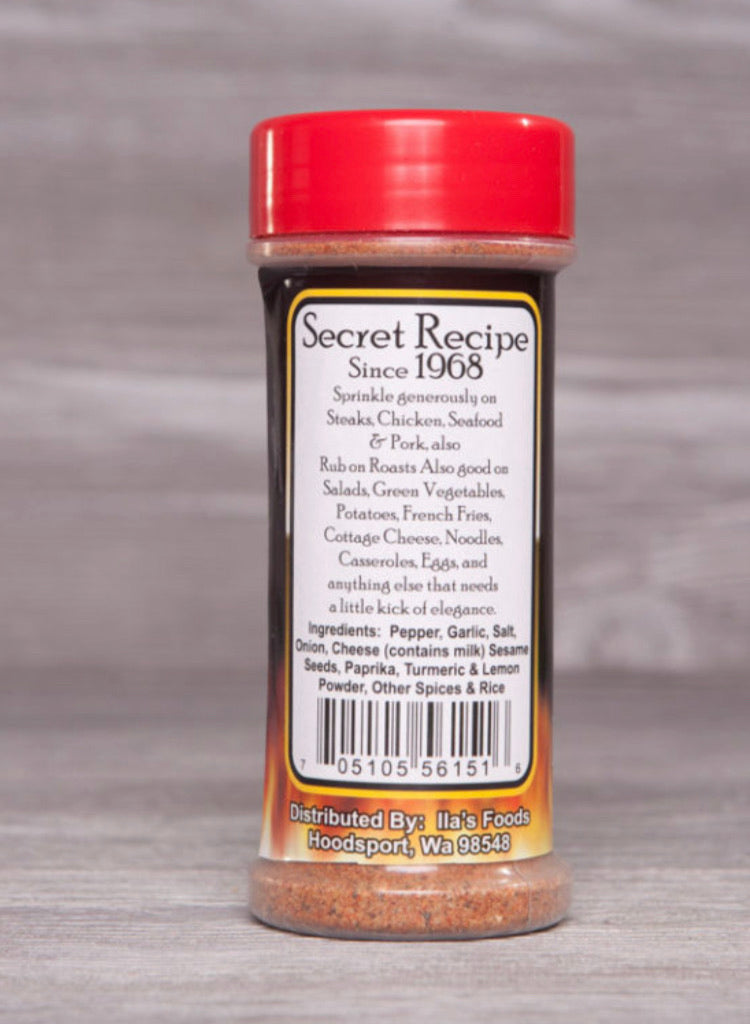 Secret Recipe
Since 1968
Sprinkle generously on
Steaks, Chicken, Seafood
& Pork, also
Rub on Roasts Also good on
Salads, Green Vegetables,
Potatoes, French Fries,
Cottage Cheese, Noodles,
Casseroles, Eggs, and
anything else that needs
a little kick of elegance.
Ingredients: Pepper, Garlic, Salt,
Onion, Cheese (contains milk) Sesame
Seeds, Paprika, Turmeric & Lemon
Powder, Other Spices & Rice
7 05105 56151 6
Distributed By: Ila's Foods
Hoodsport, Wa 98548